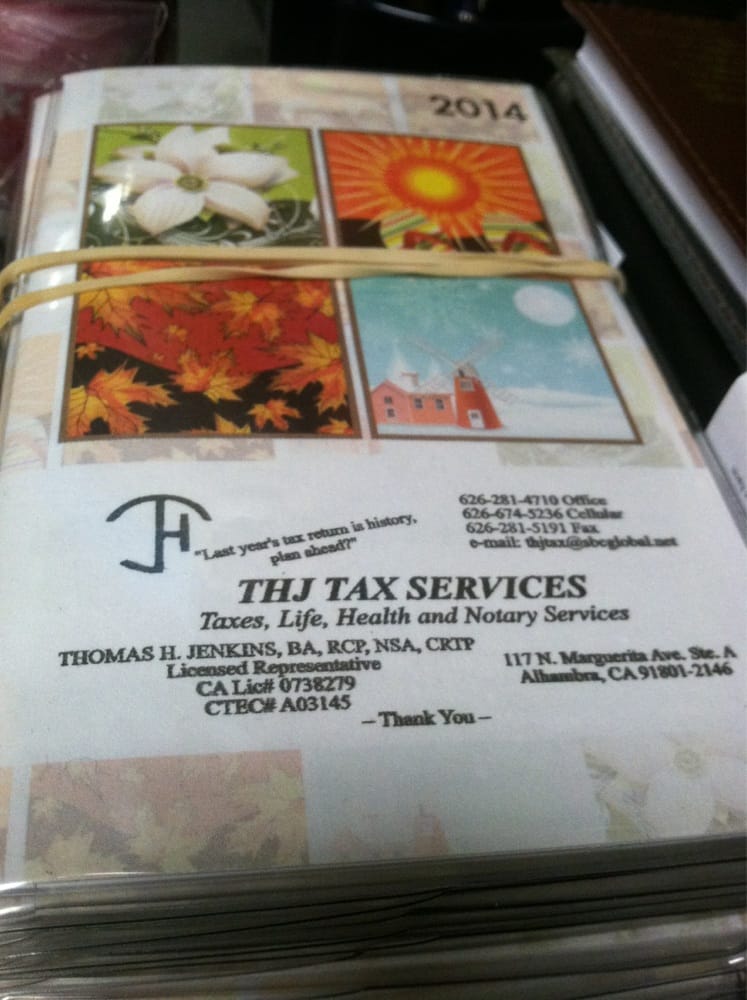 2014
JH
"Last year's tax return is history,
plan ahead?"
626-281-4710 Office
626-674-5236 Cellular
626-281-5191 Fax
e-mail: thjtax@sbcglobal.net
THJ TAX SERVICES
Taxes, Life, Health and Notary Services
THOMAS H. JENKINS, BA, RCP, NSA, CRTP
Licensed Representative
CA Lic# 0738279
CTEC# A03145
117 N. Marguerita Ave. Ste. A
Alhambra, CA 91801-2146
– Thank You –